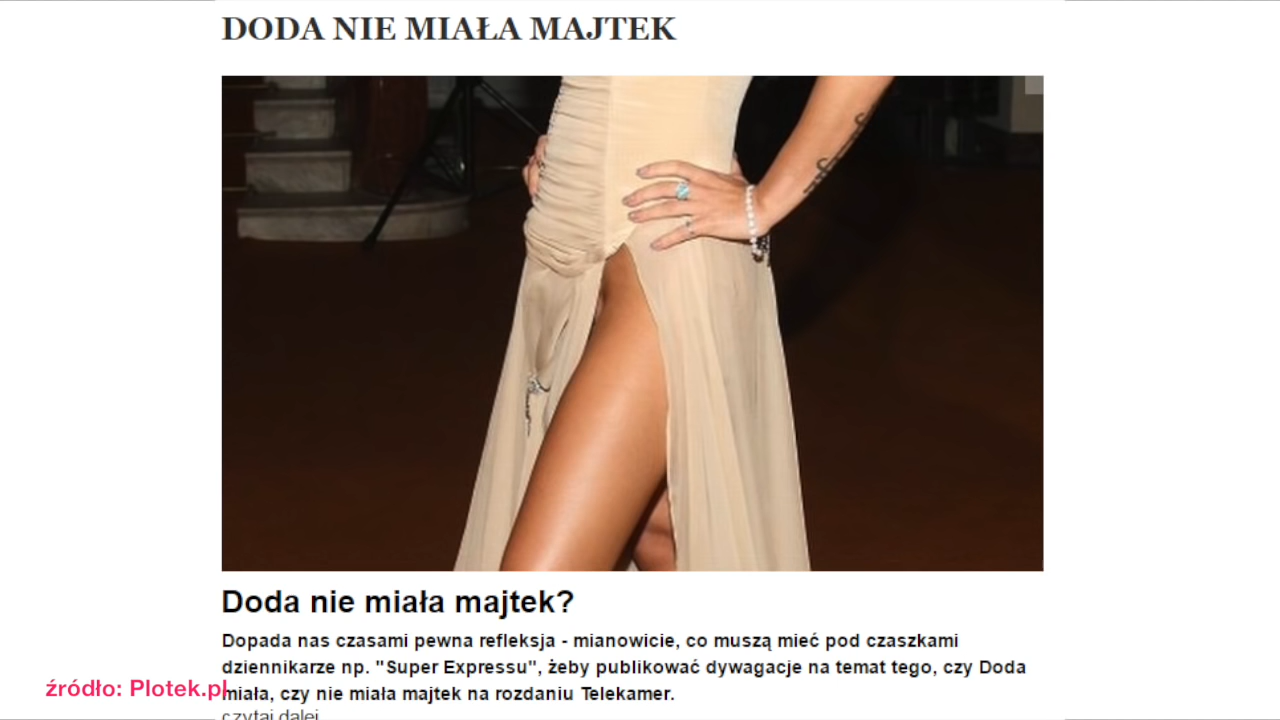 DODA NIE MIAŁA MAJTEK
Doda nie miała majtek?
Dopada nas czasami pewna refleksja - mianowicie, co muszą mieć pod czaszkami
dziennikarze np. "Super Expressu", żeby publikować dywagacje na temat tego, czy Doda
miała, czy nie miała majtek na rozdaniu Telekamer.
źródło: Plotek.pl
czytaj dalej